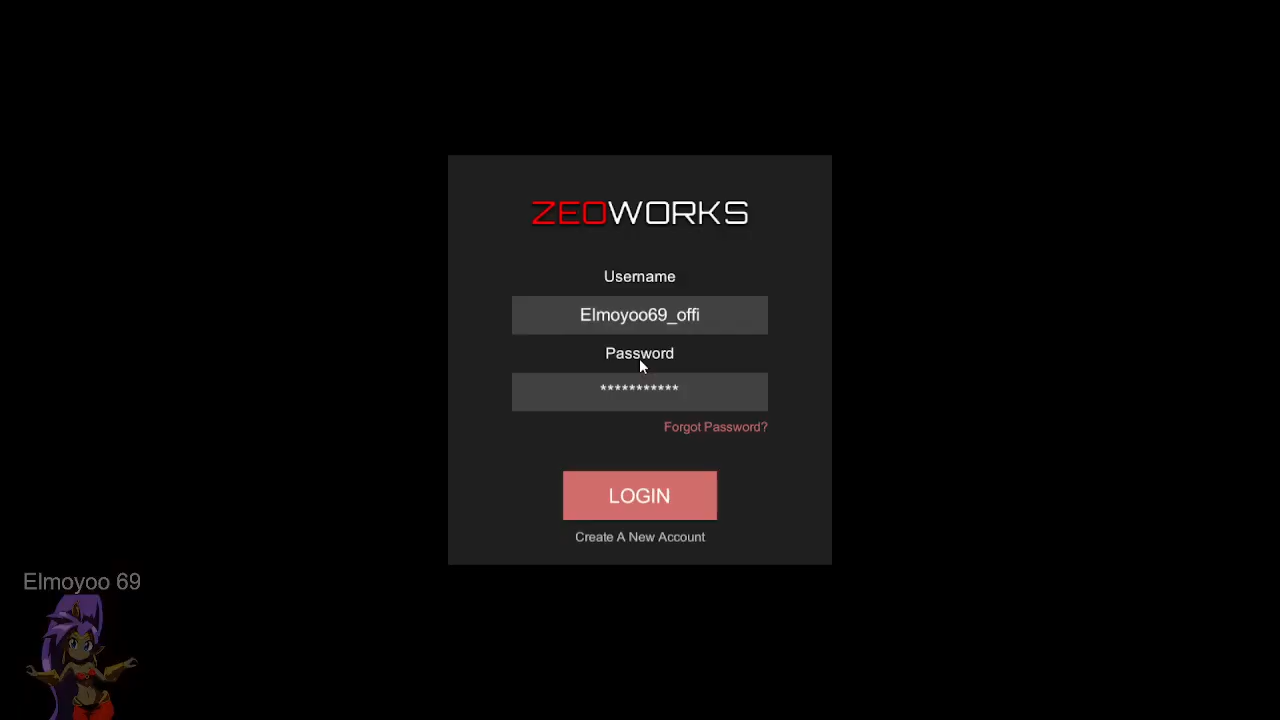 ZEOWORKS
Username
Elmoyoo69_offi
Password
***********
Forgot Password?
LOGIN
Create A New Account
Elmoyoo 69